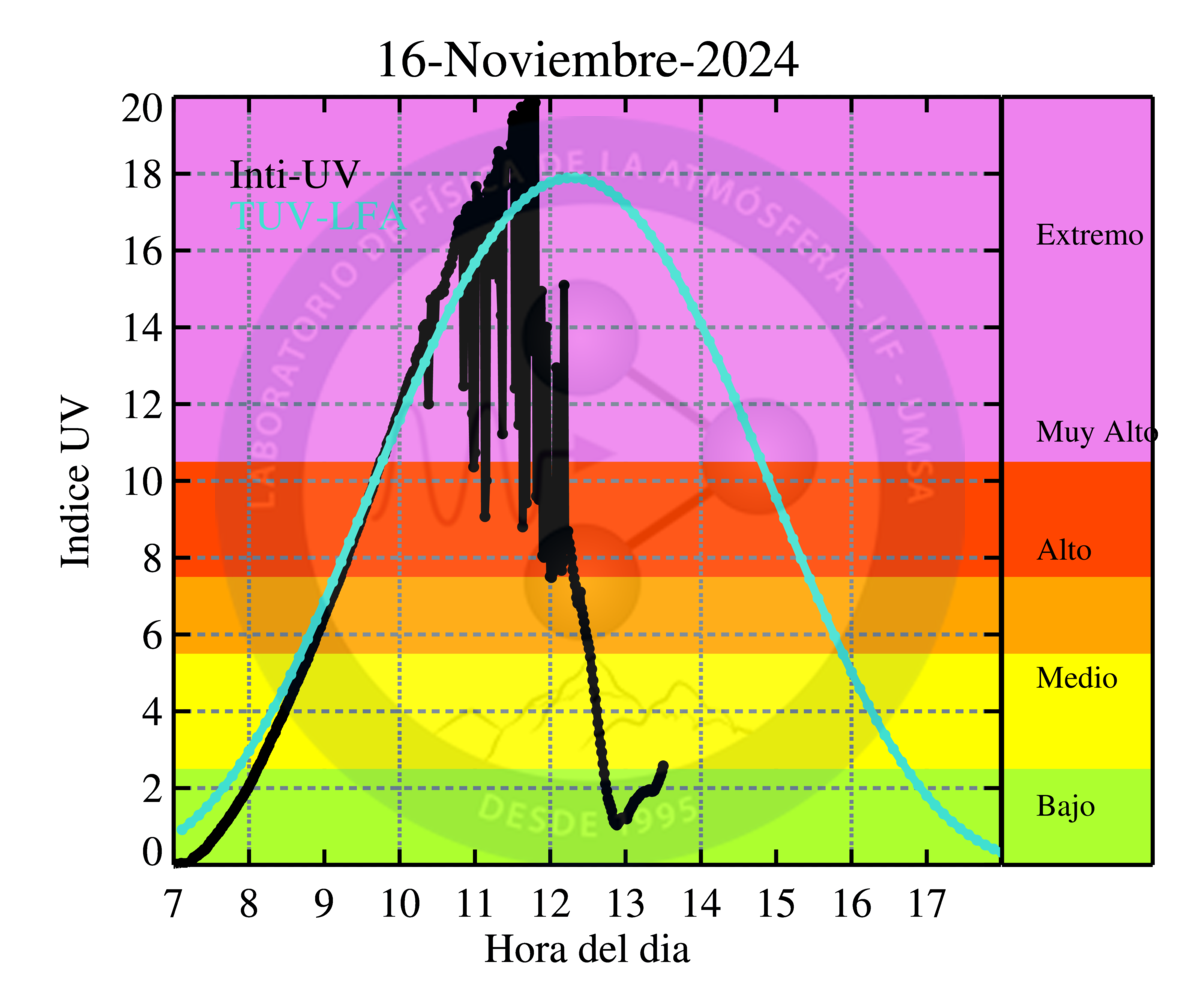 16-Noviembre-2024
Inti-UV
TUV-LFA
LABORATORIO DE FÍSICA DE LA ATMÓSFERA - IIF - UMSA
DESDE 1995
Indice UV
20
18
16
14
12
10
8
6
4
2
0
Extremo
Muy Alto
Alto
Medio
Bajo
7 8 9 10 11 12 13 14 15 16 17
Hora del dia